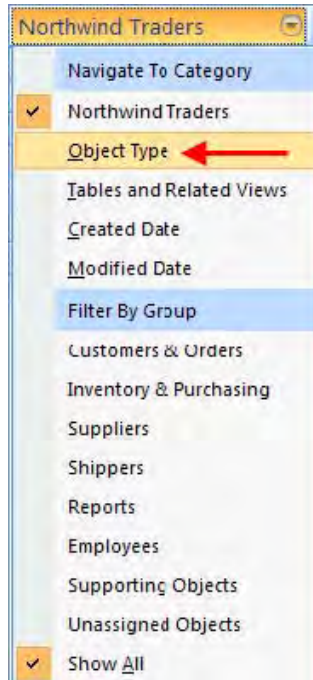 Northwind Traders
Navigate To Category
Northwind Traders
Object Type
Tables and Related Views
Created Date
Modified Date
Filter By Group
Customers & Orders
Inventory & Purchasing
Suppliers
Shippers
Reports
Employees
Supporting Objects
Unassigned Objects
Show All